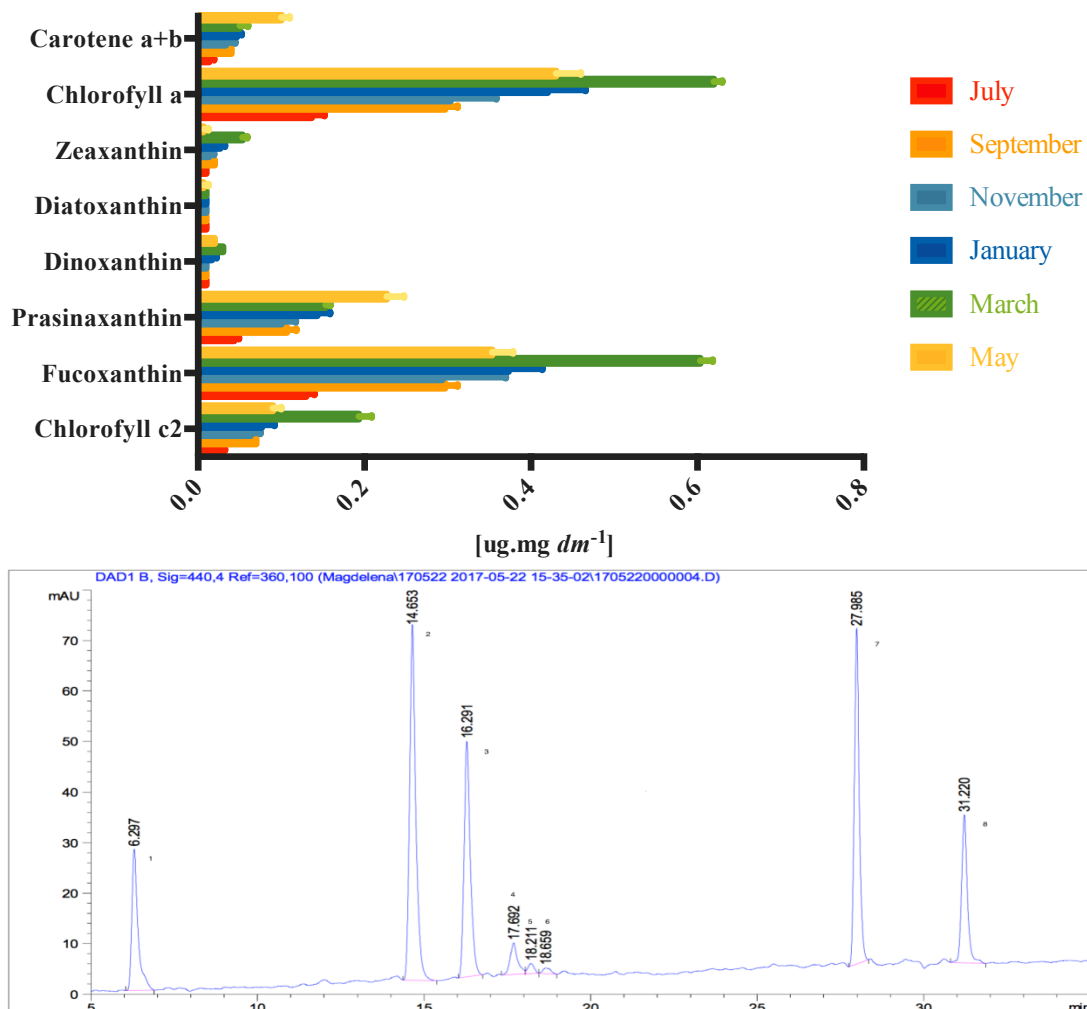 Carotene a+b
Chlorofyll a
Zeaxanthin
Diatoxanthin
Dinoxanthin
Prasinaxanthin
Fucoxanthin
Chlorofyll c2
0.0 0.2 0.4 0.6 0.8
[ug.mg dm⁻¹]
July
September
November
January
March
May
DAD1 B, Sig=440,4 Ref=360,100 (Magdelena\170522 2017-05-22 15-35-02\1705220000004.D)
mAU
70
60
50
40
30
20
10
0
6.297
1
14.653
2
16.291
3
4
17.692
5
18.211
6
18.659
27.985
7
31.220
8
5 10 15 20 25 30 min